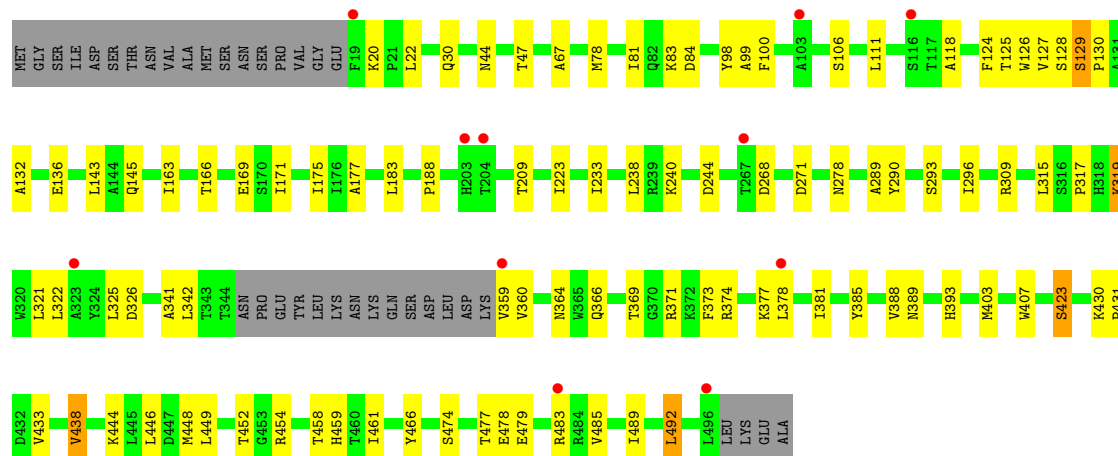 MET GLY SER ILE ASP SER THR ASN VAL ALA MET SER ASN SER PRO VAL GLY GLU F19 K20 P21 L22 Q30 N44 T47 A67 M78 I81 Q82 K83 D84 Y98 A99 F100 A103 S106 L111 S116 T117 A118 F124 T125 W126 V127 S128 S129 P130 A131
A132 E136 L143 A144 Q145 I163 T166 E169 S170 I171 I175 I176 A177 L183 P188 H203 T204 T209 I223 I233 L238 R239 K240 D244 T267 D268 D271 N278 A289 Y290 S293 I296 R309 L315 S316 P317 H318 K319
W320 L321 L322 A323 Y324 L325 D326 A341 L342 T343 T344 ASN PRO GLU TYR LEU LYS ASN LYS GLN SER ASP LEU ASP LYS V359 V360 N364 W365 Q366 T369 G370 R371 K372 F373 R374 K377 L378 I381 Y385 V388 N389 H393 M403 W407 S423 K430 P431
D432 V433 V438 K444 L445 L446 D447 M448 L449 T452 G453 R454 T458 H459 T460 I461 Y466 S474 T477 E478 E479 R483 R484 V485 I489 L492 L496 LEU LYS GLU ALA